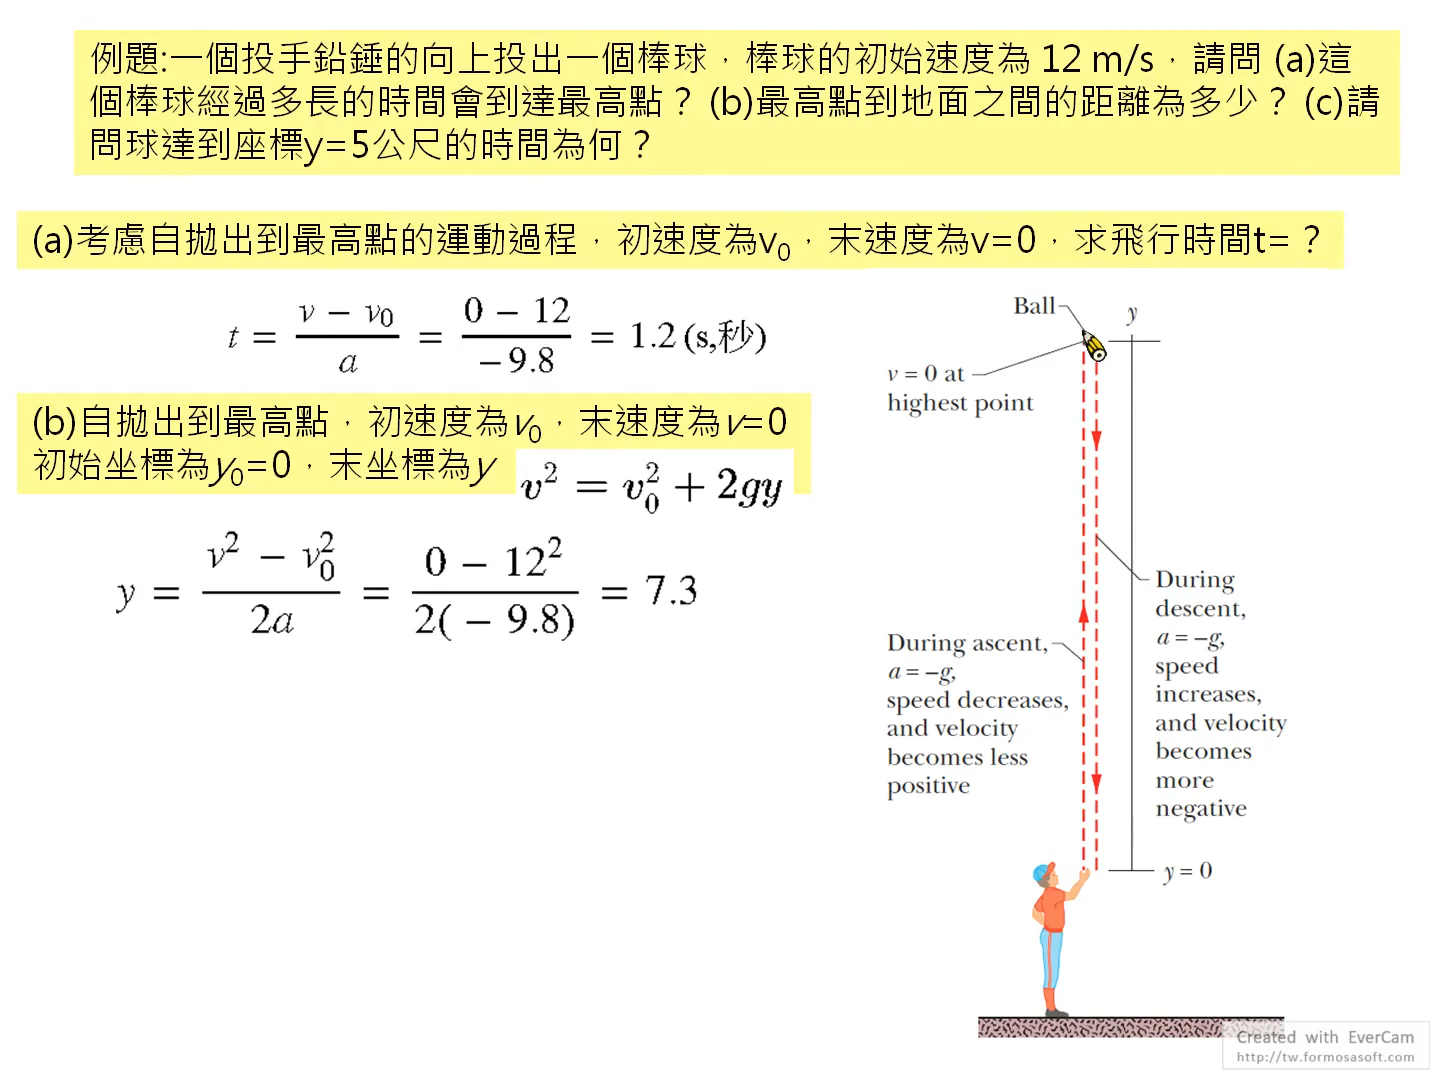 例題:一個投手鉛錘的向上投出一個棒球，棒球的初始速度為 12 m/s，請問 (a)這
個棒球經過多長的時間會到達最高點？ (b)最高點到地面之間的距離為多少？ (c)請
問球達到座標y=5公尺的時間為何？
(a)考慮自拋出到最高點的運動過程，初速度為v₀，末速度為v=0，求飛行時間t=？
t = (v − v₀)/a = (0 − 12)/(−9.8) = 1.2 (s,秒)
(b)自拋出到最高點，初速度為v₀，末速度為v=0
初始坐標為y₀=0，末坐標為y
v² = v₀² + 2gy
y = (v² − v₀²)/(2a) = (0 − 12²)/(2(−9.8)) = 7.3
Ball
y
v = 0 at
highest point
During ascent,
a = −g,
speed decreases,
and velocity
becomes less
positive
During
descent,
a = −g,
speed
increases,
and velocity
becomes
more
negative
y = 0
Created with EverCam
http://tw.formosasoft.com